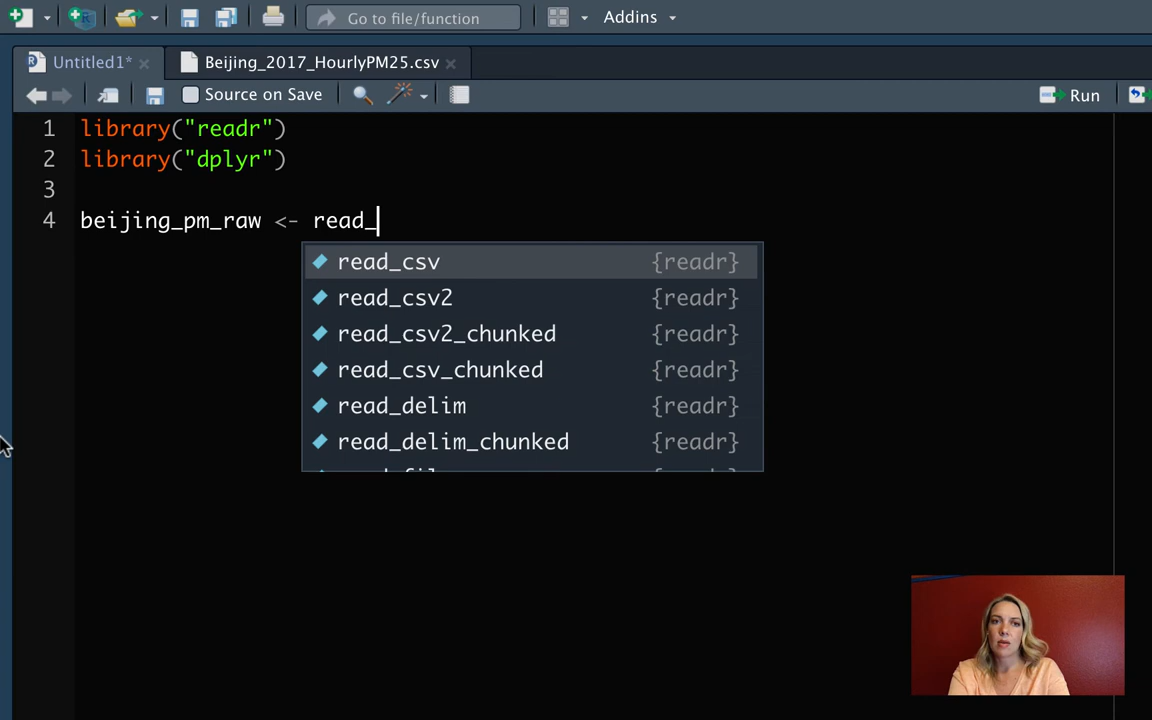 Go to file/function
Addins
Untitled1*
Beijing_2017_HourlyPM25.csv
Source on Save
Run
1 library("readr")
2 library("dplyr")
3
4 beijing_pm_raw <- read_
read_csv {readr}
read_csv2 {readr}
read_csv2_chunked {readr}
read_csv_chunked {readr}
read_delim {readr}
read_delim_chunked {readr}